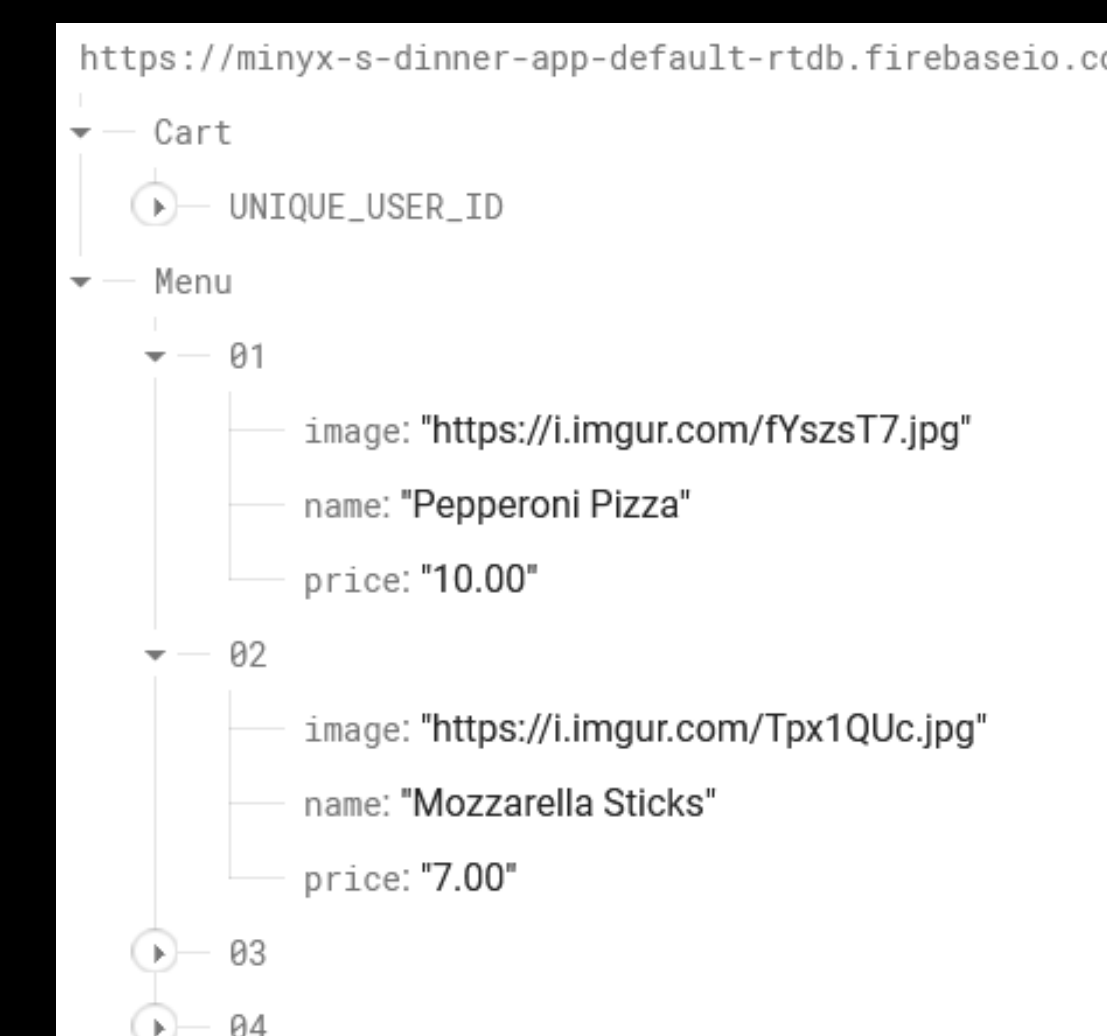 https://minyx-s-dinner-app-default-rtdb.firebaseio.co
Cart
UNIQUE_USER_ID
Menu
01
image: "https://i.imgur.com/fYszsT7.jpg"
name: "Pepperoni Pizza"
price: "10.00"
02
image: "https://i.imgur.com/Tpx1QUc.jpg"
name: "Mozzarella Sticks"
price: "7.00"
03
04